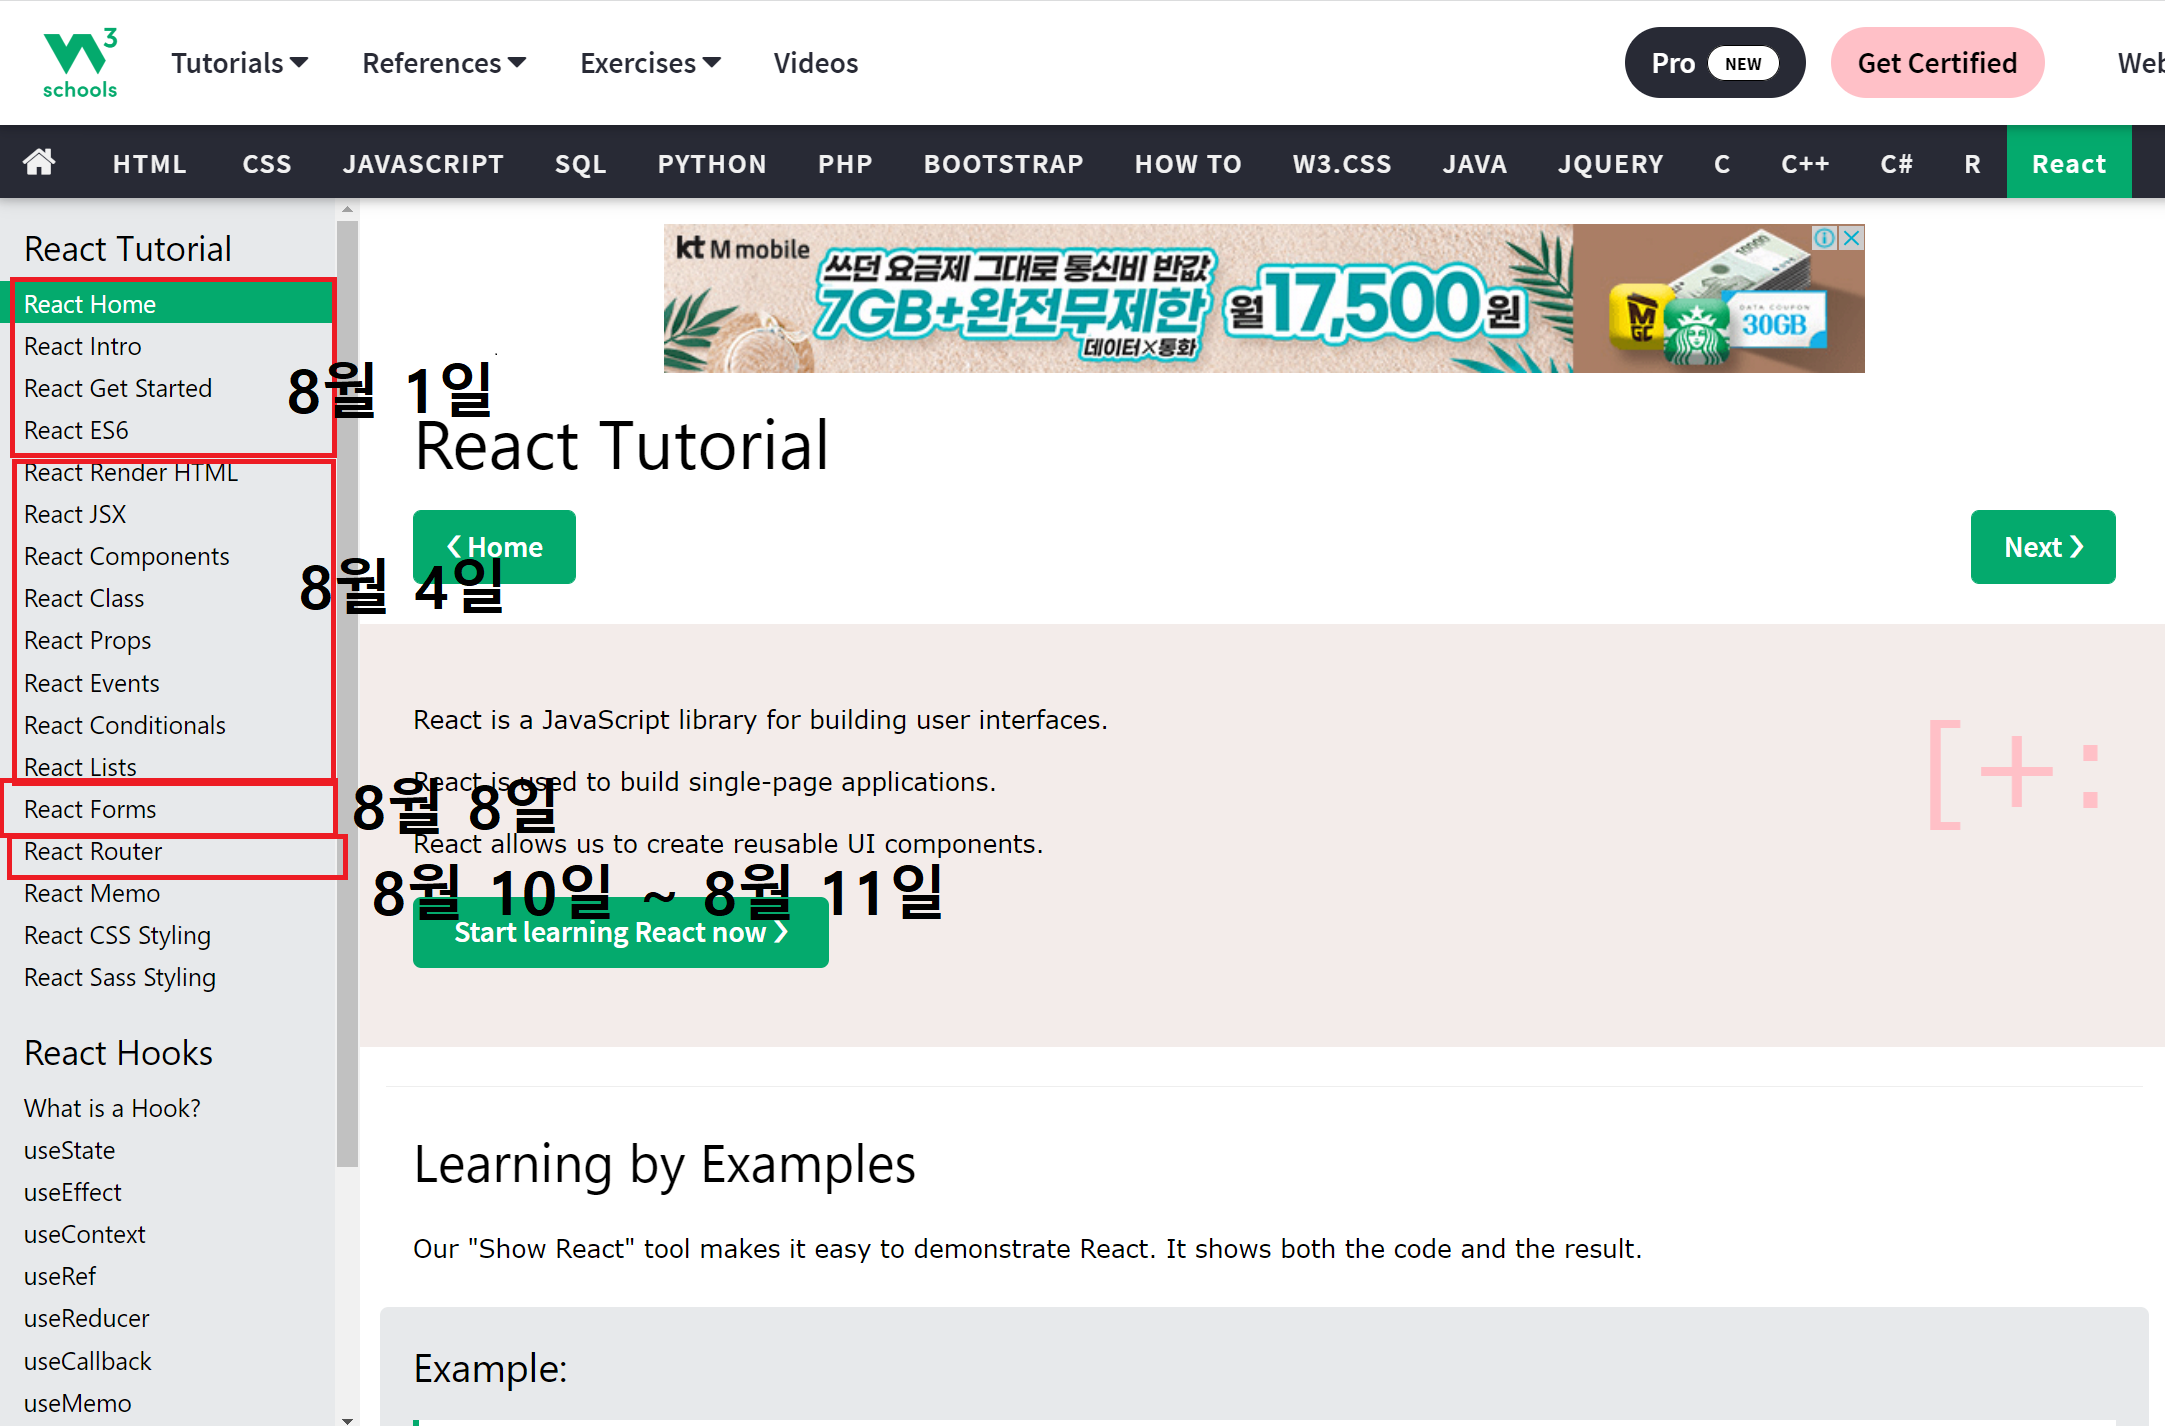 W3 schools
Tutorials References Exercises Videos Pro NEW Get Certified
HTML CSS JAVASCRIPT SQL PYTHON PHP BOOTSTRAP HOW TO W3.CSS JAVA JQUERY C C++ C# R React
React Tutorial
React Home
React Intro
React Get Started
React ES6
8월 1일
React Render HTML
React JSX
React Components
React Class
React Props
React Events
React Conditionals
React Lists
8월 4일
React Forms
8월 8일
React Router
8월 10일 ~ 8월 11일
React Memo
React CSS Styling
React Sass Styling
React Hooks
What is a Hook?
useState
useEffect
useContext
useRef
useReducer
useCallback
useMemo
kt M mobile
쓰던 요금제 그대로 통신비 반값
7GB+완전무제한 월17,500원
데이터X통화
10000
MGC
DATA COUPON
30GB
React Tutorial
❮ Home
Next ❯
React is a JavaScript library for building user interfaces.
React is used to build single-page applications.
React allows us to create reusable UI components.
[+:
Start learning React now ❯
Learning by Examples
Our "Show React" tool makes it easy to demonstrate React. It shows both the code and the result.
Example: